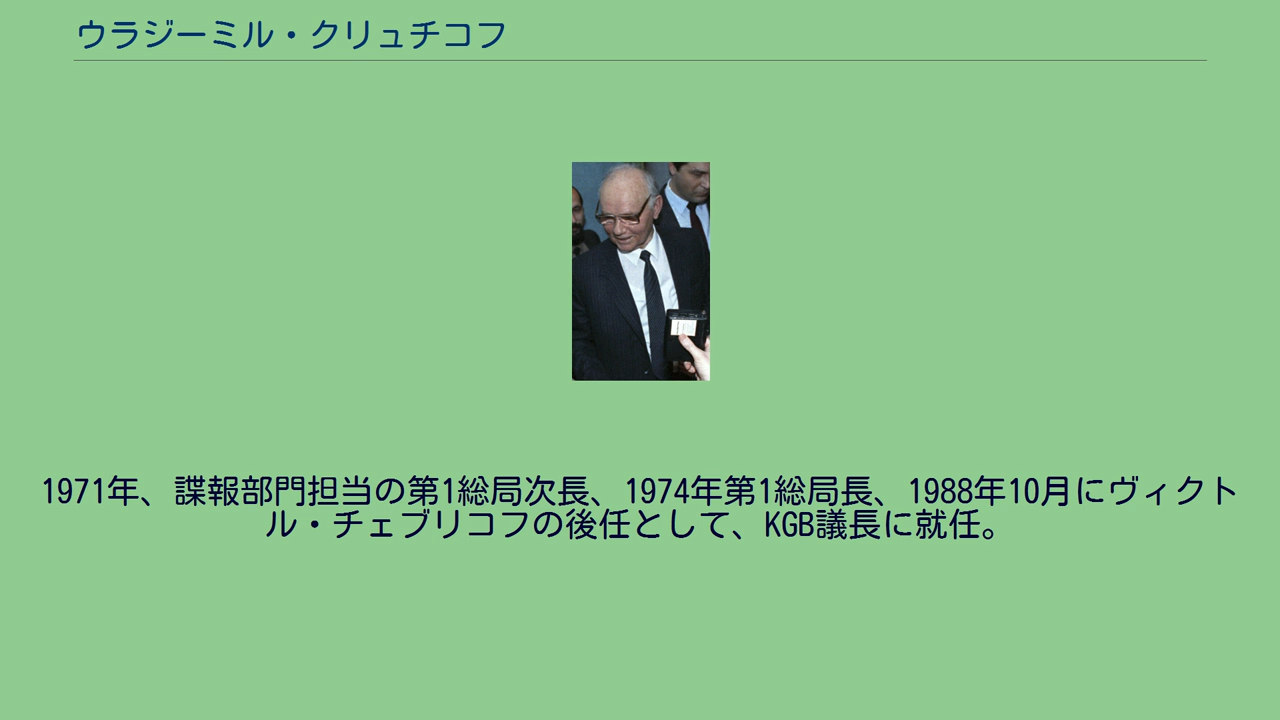 ウラジーミル・クリュチコフ
1971年、諜報部門担当の第1総局次長、1974年第1総局長、1988年10月にヴィクト
ル・チェブリコフの後任として、KGB議長に就任。